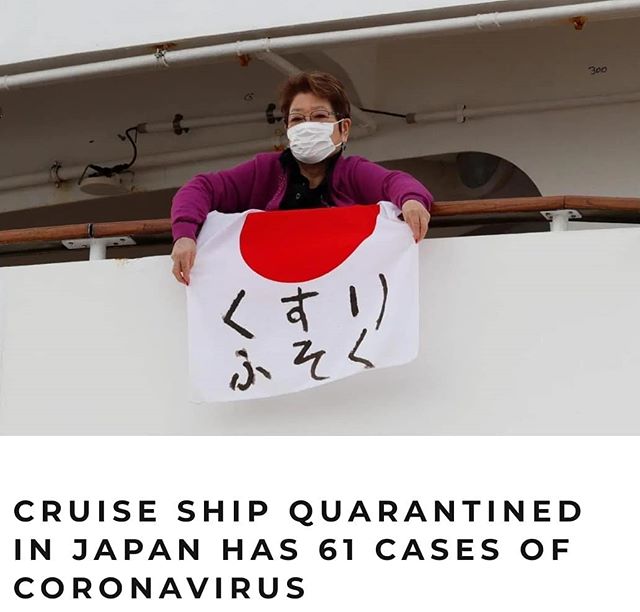 300
くすり
ふそく
CRUISE SHIP QUARANTINED
IN JAPAN HAS 61 CASES OF
CORONAVIRUS